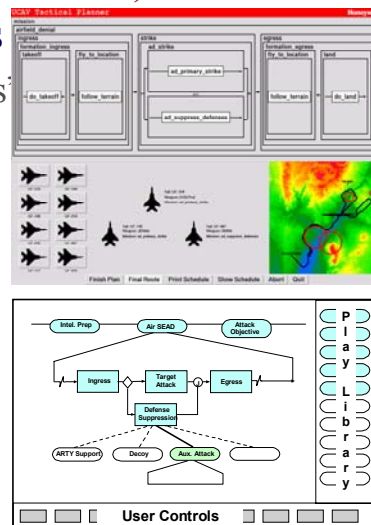 UCAV Tactical Planner Honeywell
mission
airfield_denial
ingress strike egress
formation_ingress ad_strike formation_egress
takeoff fly_to_location fly_to_location land
do_takeoff follow_terrain ad_primary_strike follow_terrain do_land
ad_suppress_defenses
Finish Plan Final Route Print Schedule Show Schedule Abort Quit
Intel. Prep Air SEAD Attack Objective
Ingress Target Attack Egress
Defense Suppression
ARTY Support Decoy Aux. Attack
Play Library
User Controls